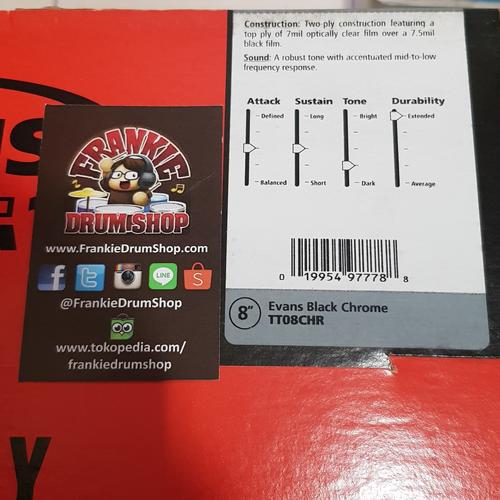 Construction: Two ply construction featuring a
top ply of 7mil optically clear film over a 7.5mil
black film.
Sound: A robust tone with accentuated mid-to-low
frequency response.
Attack Sustain Tone Durability
Defined Long Bright Extended
Balanced Short Dark Average
0 19954 97778 8
8" Evans Black Chrome
TT08CHR
FRANKIE
DRUM SHOP
www.FrankieDrumShop.com
LINE
@FrankieDrumShop
www.tokopedia.com/
frankiedrumshop
Y